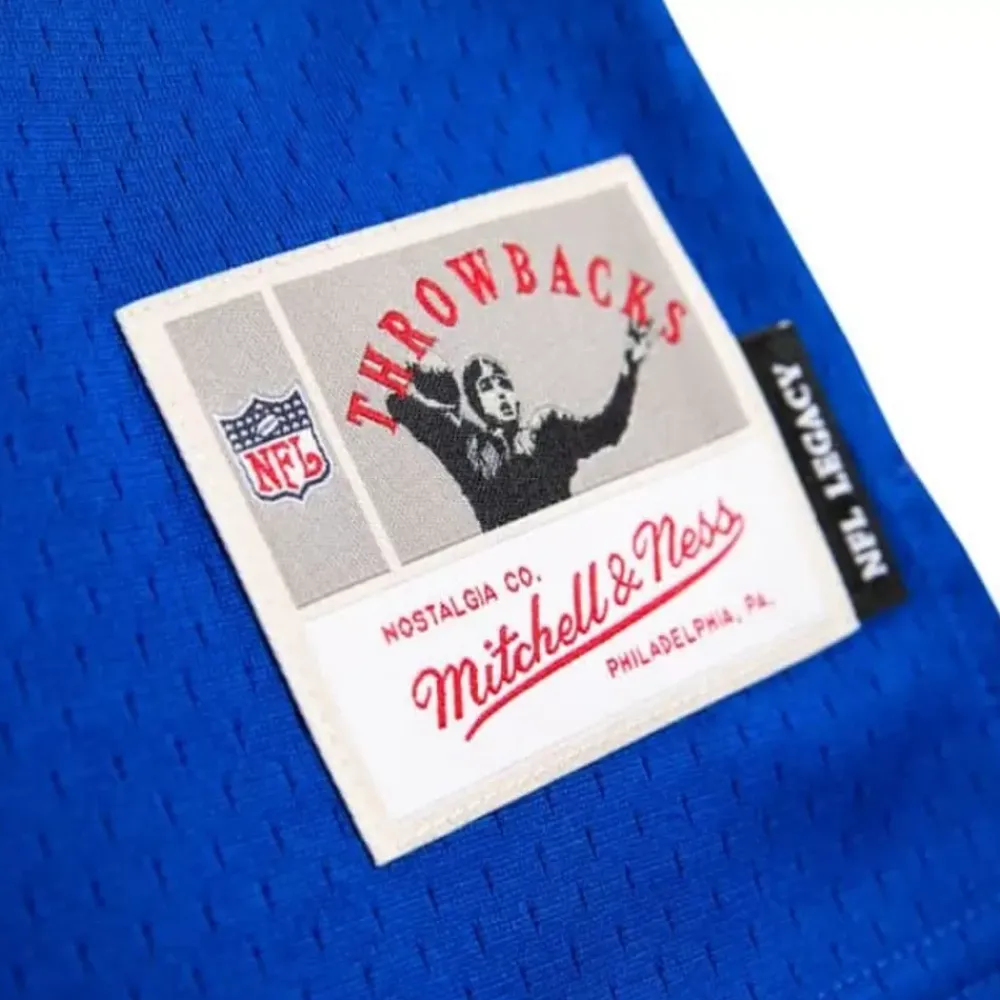 THROWBACKS
NFL
NOSTALGIA CO.
Mitchell & Ness
PHILADELPHIA, PA.
NFL LEGACY